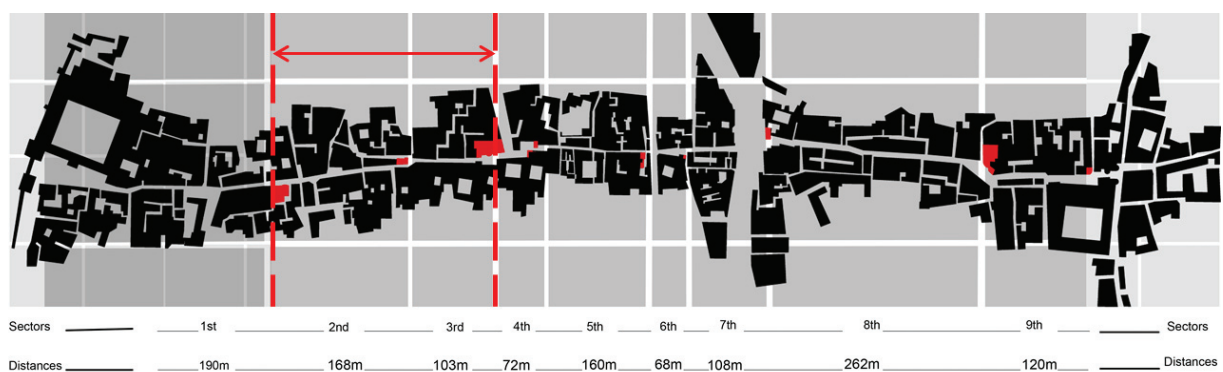 Sectors 1st 2nd 3rd 4th 5th 6th 7th 8th 9th Sectors
Distances 190m 168m 103m 72m 160m 68m 108m 262m 120m Distances